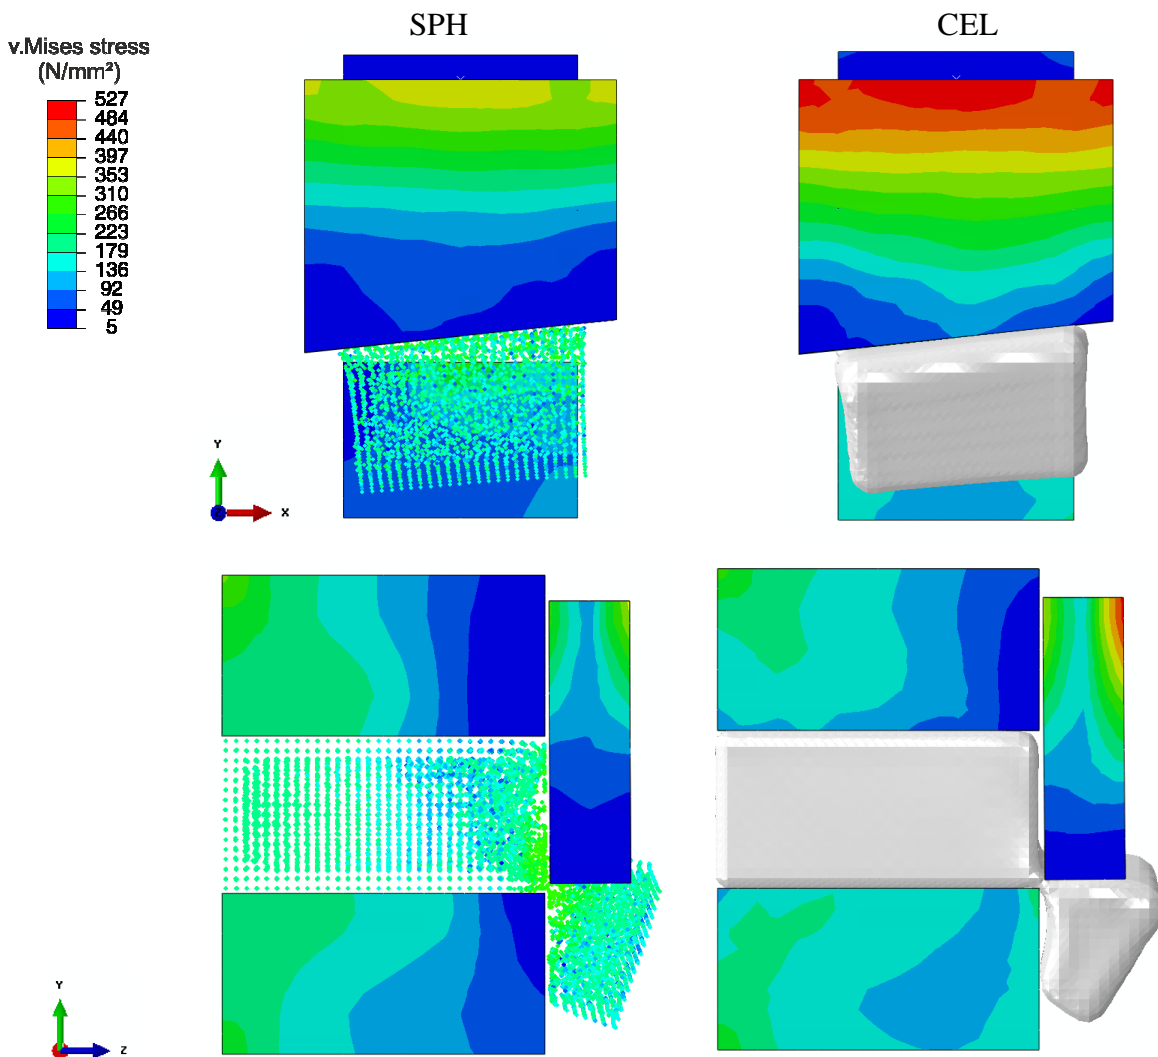 SPH
CEL
v.Mises stress
(N/mm²)
527
484
440
397
353
310
266
223
179
136
92
49
5
Y
Z
X
Y
Z